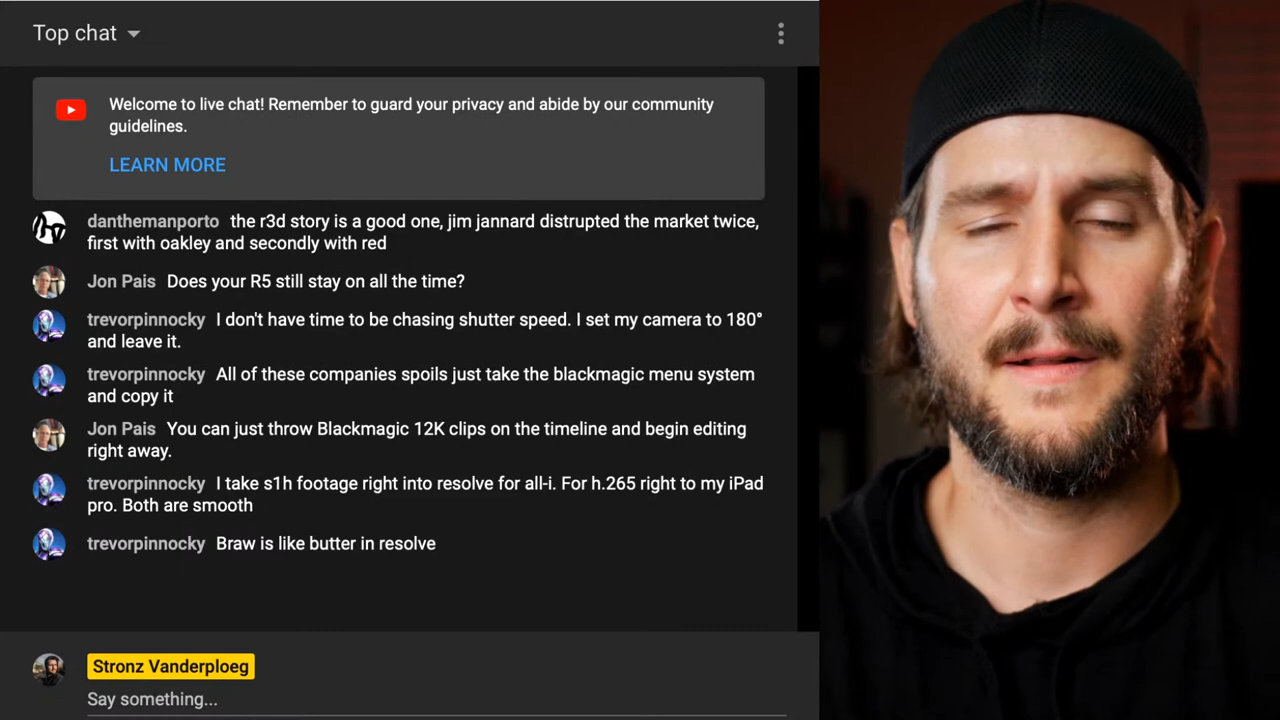 Top chat
Welcome to live chat! Remember to guard your privacy and abide by our community
guidelines.
LEARN MORE
danthemanporto the r3d story is a good one, jim jannard distrupted the market twice,
first with oakley and secondly with red
Jon Pais Does your R5 still stay on all the time?
trevorpinnocky I don't have time to be chasing shutter speed. I set my camera to 180°
and leave it.
trevorpinnocky All of these companies spoils just take the blackmagic menu system
and copy it
Jon Pais You can just throw Blackmagic 12K clips on the timeline and begin editing
right away.
trevorpinnocky I take s1h footage right into resolve for all-i. For h.265 right to my iPad
pro. Both are smooth
trevorpinnocky Braw is like butter in resolve
Stronz Vanderploeg
Say something...